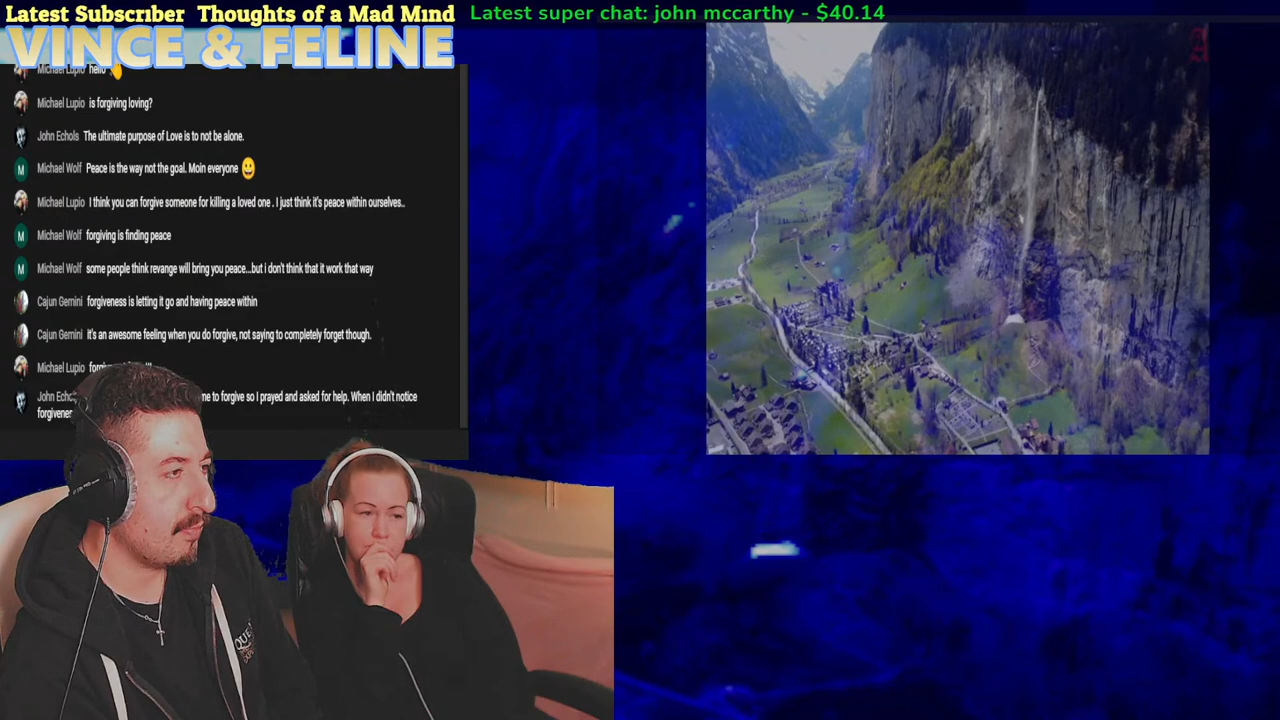 Latest Subscriber Thoughts of a Mad Mind
Latest super chat: john mccarthy - $40.14
VINCE & FELINE
Michael Lupio hello
Michael Lupio is forgiving loving?
John Echols The ultimate purpose of Love is to not be alone.
M Michael Wolf Peace is the way not the goal. Moin everyone
Michael Lupio I think you can forgive someone for killing a loved one . I just think it's peace within ourselves..
M Michael Wolf forgiving is finding peace
M Michael Wolf some people think revange will bring you peace...but i don't think that it work that way
Cajun Gemini forgiveness is letting it go and having peace within
Cajun Gemini it's an awesome feeling when you do forgive, not saying to completely forget though.
Michael Lupio
John me to forgive so I prayed and asked for help. When I didn't notice